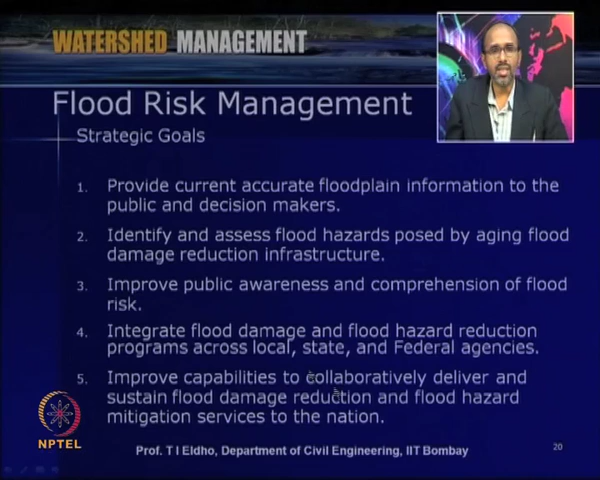 WATERSHED MANAGEMENT
Flood Risk Management
Strategic Goals
1. Provide current accurate floodplain information to the
public and decision makers.
2. Identify and assess flood hazards posed by aging flood
damage reduction infrastructure.
3. Improve public awareness and comprehension of flood
risk.
4. Integrate flood damage and flood hazard reduction
programs across local, state, and Federal agencies.
5. Improve capabilities to collaboratively deliver and
sustain flood damage reduction and flood hazard
mitigation services to the nation.
NPTEL
Prof. T I Eldho, Department of Civil Engineering, IIT Bombay
20